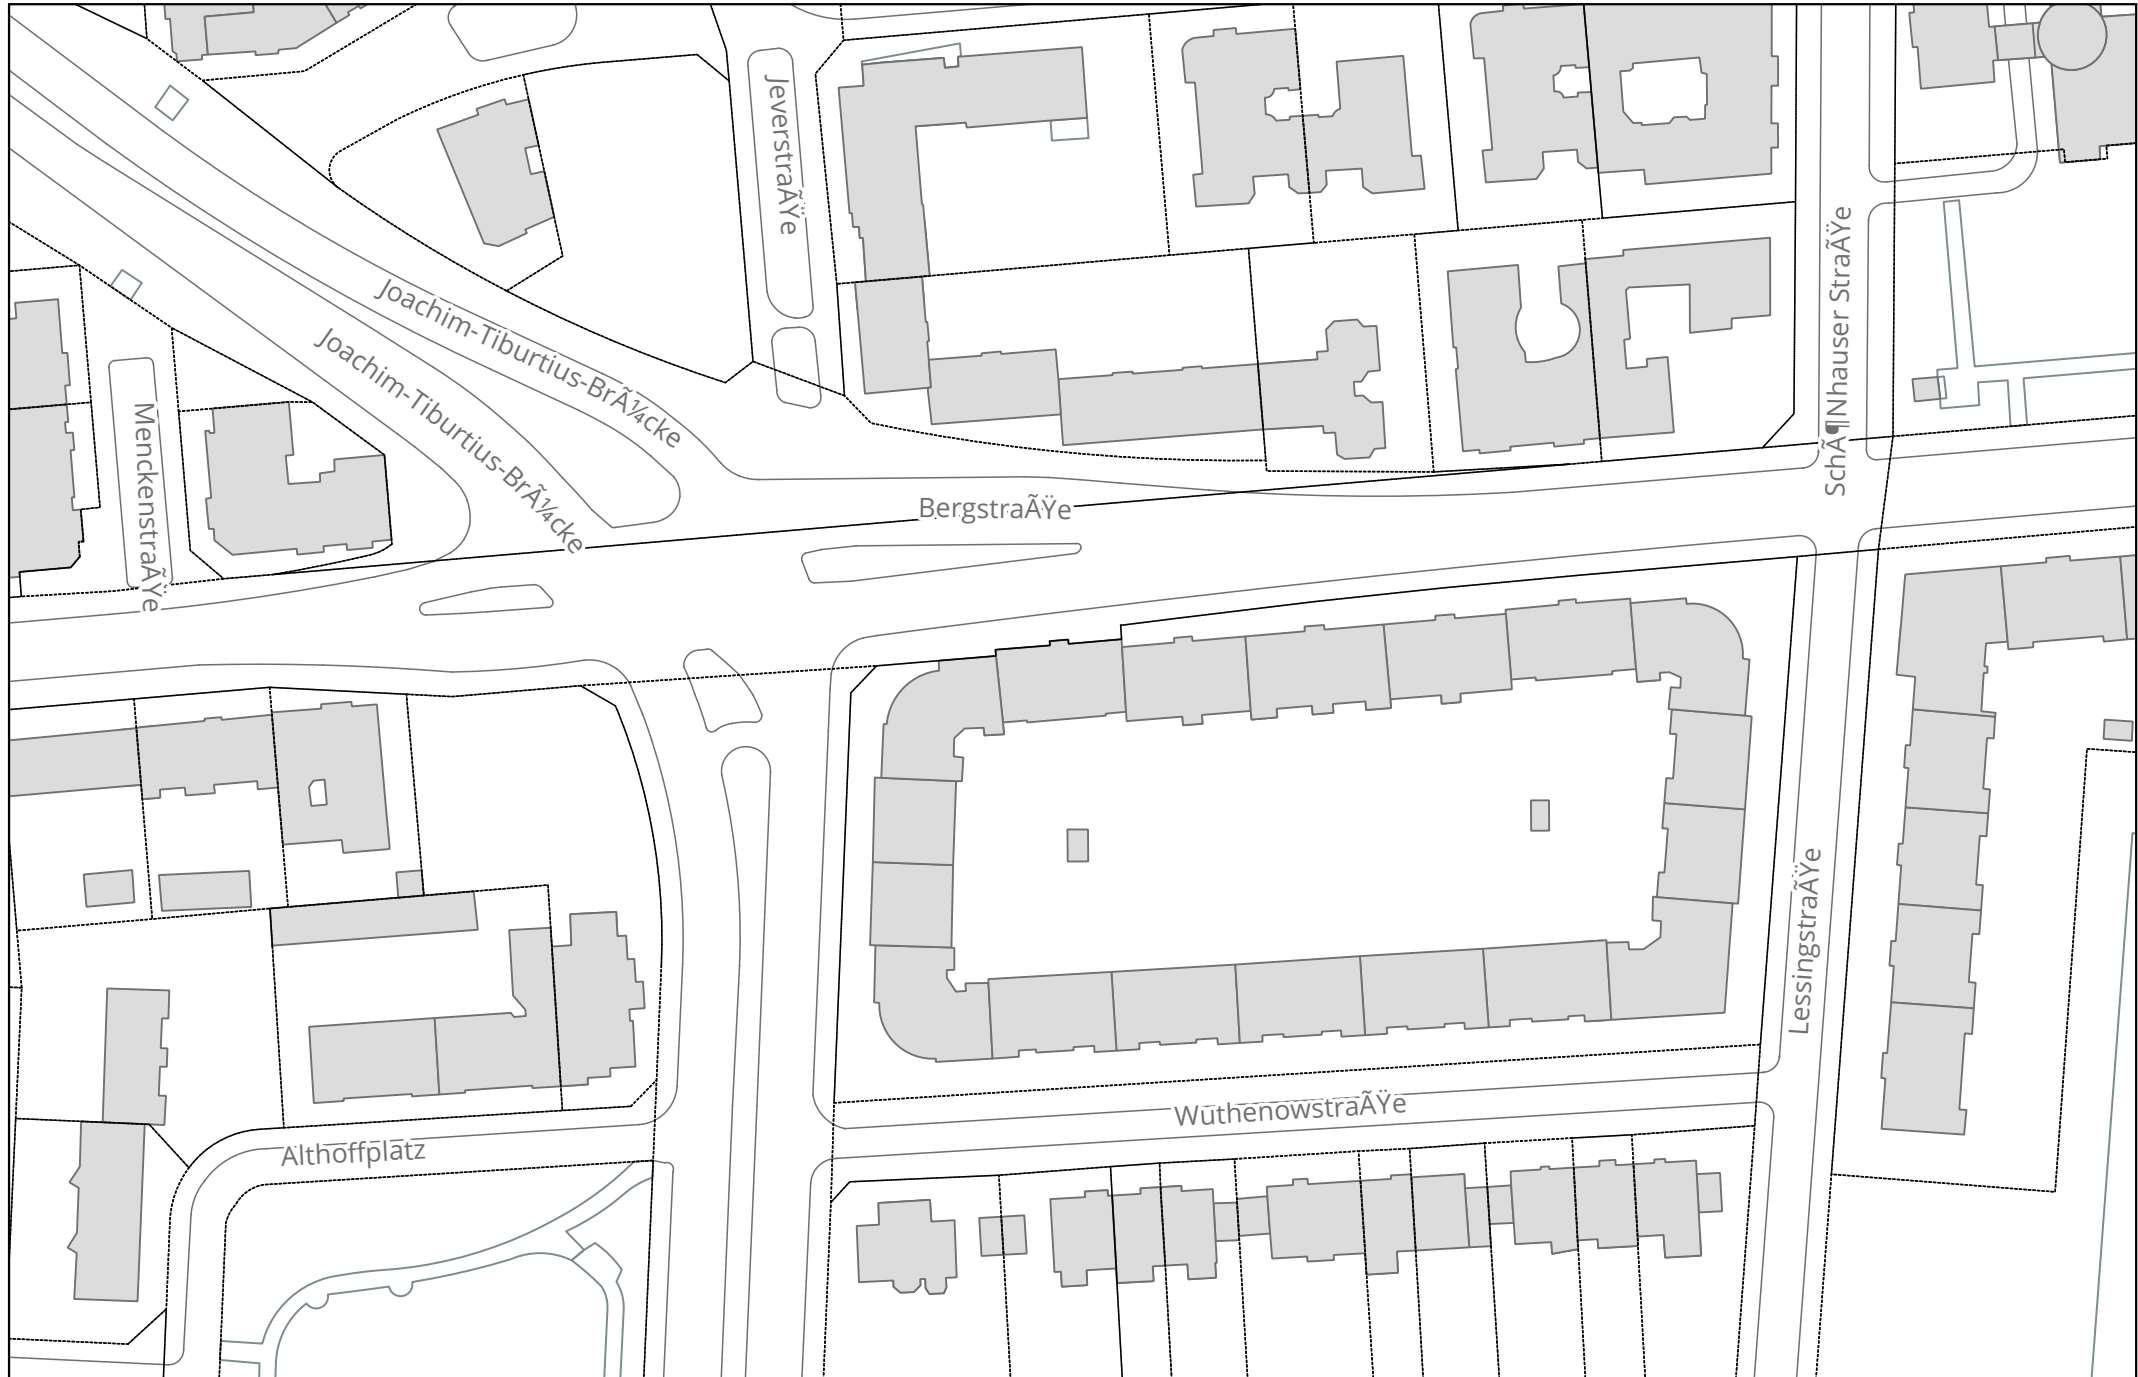 JeverstraÃŸe
Joachim-Tiburtius-BrÃ¼cke
Joachim-Tiburtius-BrÃ¼cke
SchÃ¶Nhauser StraÃŸe
MenckenstraÃŸe
BergstraÃŸe
LessingstraÃŸe
WuthenowstraÃŸe
Althoffplatz